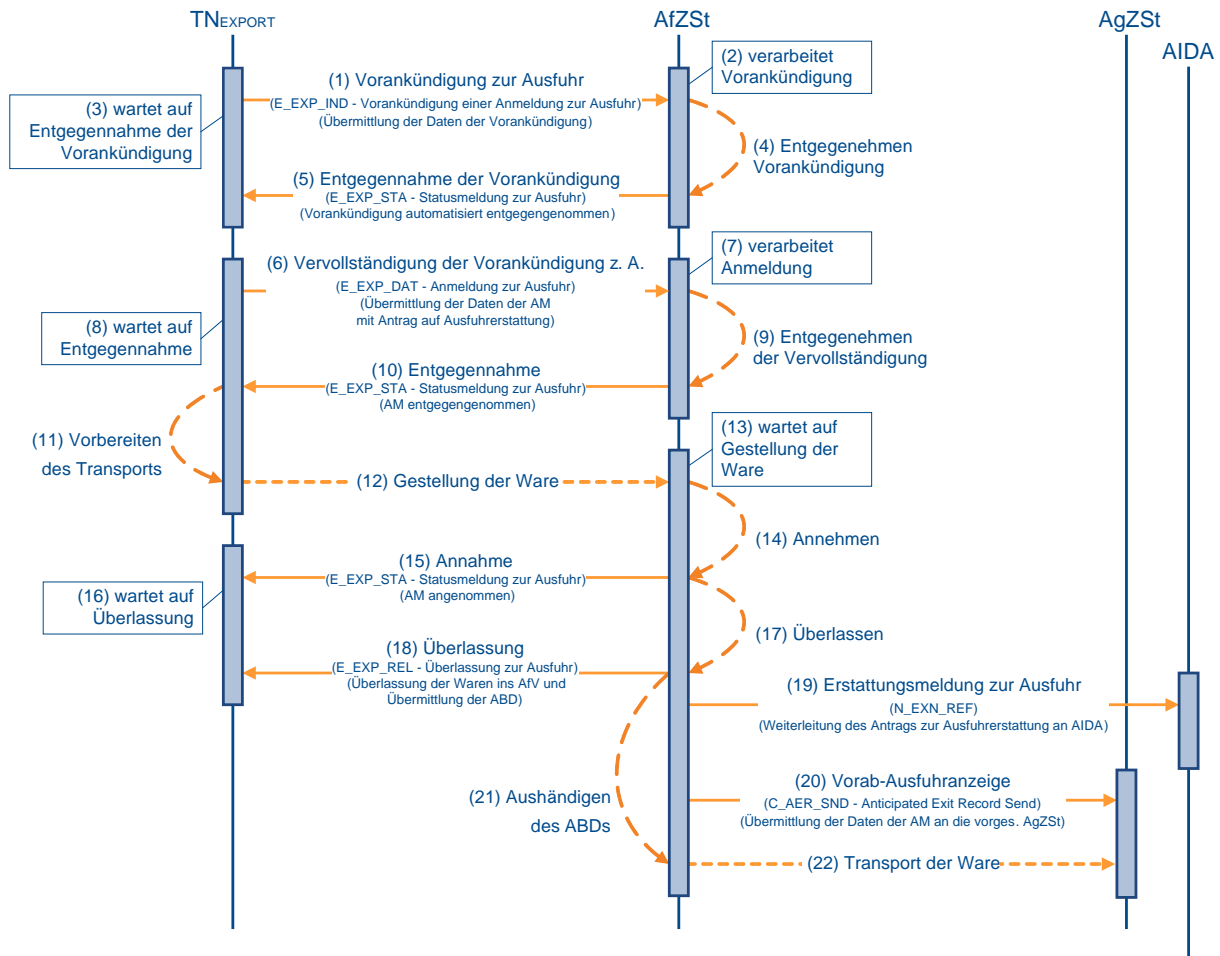 TNEXPORT
AfZSt
AgZSt
AIDA
(1) Vorankündigung zur Ausfuhr
(E_EXP_IND - Vorankündigung einer Anmeldung zur Ausfuhr)
(Übermittlung der Daten der Vorankündigung)
(2) verarbeitet
Vorankündigung
(3) wartet auf
Entgegennahme der
Vorankündigung
(4) Entgegenehmen
Vorankündigung
(5) Entgegennahme der Vorankündigung
(E_EXP_STA - Statusmeldung zur Ausfuhr)
(Vorankündigung automatisiert entgegengenommen)
(6) Vervollständigung der Vorankündigung z. A.
(E_EXP_DAT - Anmeldung zur Ausfuhr)
(Übermittlung der Daten der AM
mit Antrag auf Ausfuhrerstattung)
(7) verarbeitet
Anmeldung
(8) wartet auf
Entgegennahme
(9) Entgegenehmen
der Vervollständigung
(10) Entgegennahme
(E_EXP_STA - Statusmeldung zur Ausfuhr)
(AM entgegengenommen)
(11) Vorbereiten
des Transports
(12) Gestellung der Ware
(13) wartet auf
Gestellung der
Ware
(14) Annehmen
(15) Annahme
(E_EXP_STA - Statusmeldung zur Ausfuhr)
(AM angenommen)
(16) wartet auf
Überlassung
(17) Überlassen
(18) Überlassung
(E_EXP_REL - Überlassung zur Ausfuhr)
(Überlassung der Waren ins AfV und
Übermittlung der ABD)
(19) Erstattungsmeldung zur Ausfuhr
(N_EXN_REF)
(Weiterleitung des Antrags zur Ausfuhrerstattung an AIDA)
(20) Vorab-Ausfuhranzeige
(C_AER_SND - Anticipated Exit Record Send)
(Übermittlung der Daten der AM an die vorges. AgZSt)
(21) Aushändigen
des ABDs
(22) Transport der Ware